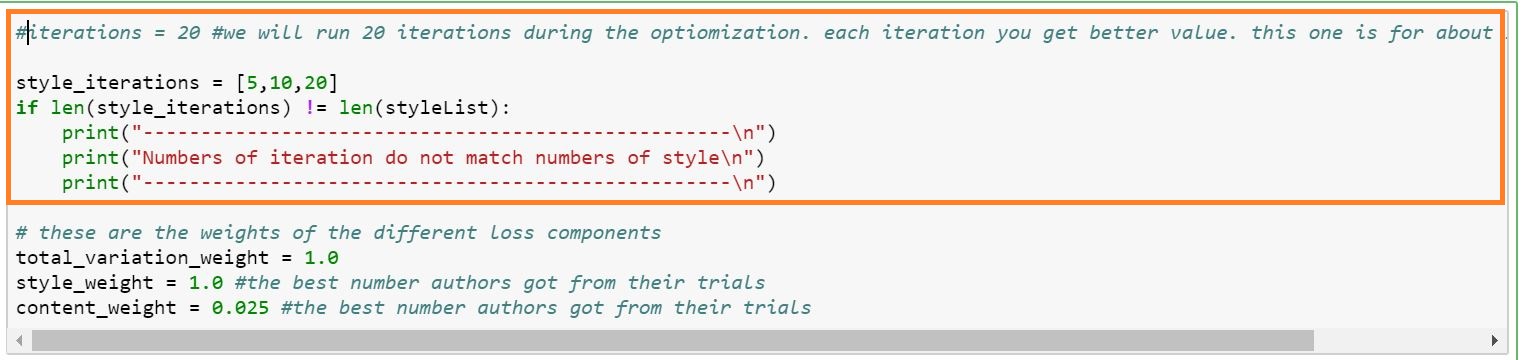 #iterations = 20 #we will run 20 iterations during the optiomization. each iteration you get better value. this one is for about
style_iterations = [5,10,20]
if len(style_iterations) != len(styleList):
    print("---------------------------------------------------\n")
    print("Numbers of iteration do not match numbers of style\n")
    print("---------------------------------------------------\n")
# these are the weights of the different loss components
total_variation_weight = 1.0
style_weight = 1.0 #the best number authors got from their trials
content_weight = 0.025 #the best number authors got from their trials